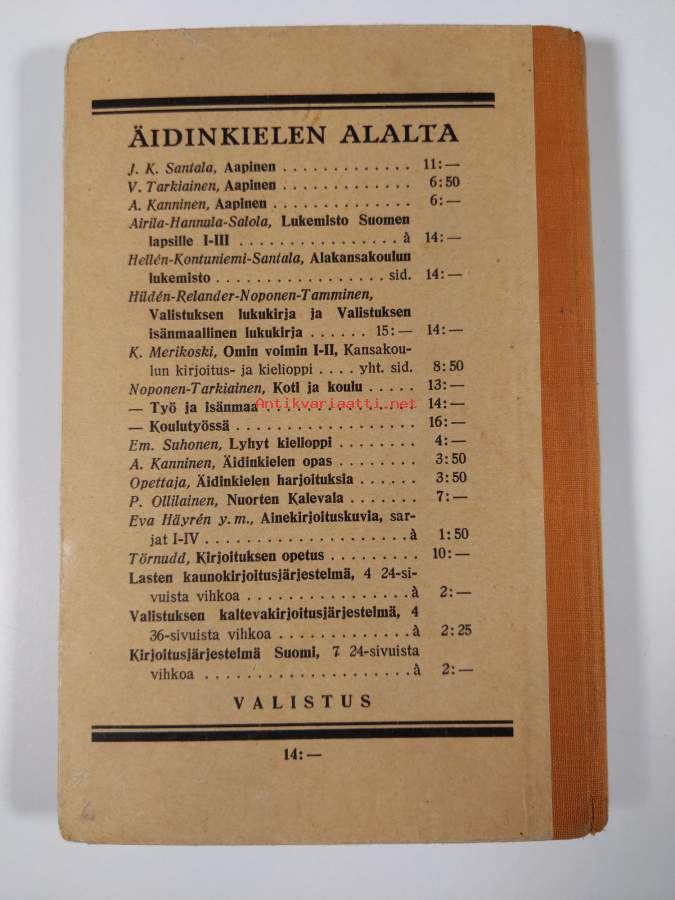 ÄIDINKIELEN ALALTA
J. K. Santala, Aapinen . . . . . . . . . . . . . 11:—
V. Tarkiainen, Aapinen . . . . . . . . . . . . 6:50
A. Kanninen, Aapinen . . . . . . . . . . . . . 6:—
Airila-Hannula-Salola, Lukemisto Suomen
lapsille I-III . . . . . . . . . . . . . . . . à 14:—
Hellén-Kontuniemi-Santala, Alakansakoulun
lukemisto . . . . . . . . . . . . . . . . . sid. 14:—
Hildén-Relander-Noponen-Tamminen,
Valistuksen lukukirja ja Valistuksen
isänmaallinen lukukirja . . . . . . 15:— 14:—
K. Merikoski, Omin voimin I-II, Kansakou-
lun kirjoitus- ja kielioppi . . . . yht. sid. 8:50
Noponen-Tarkiainen, Koti ja koulu . . . . . 13:—
— Työ ja isänmaa . . . . . . . . . . . . . . . 14:—
Antikvariaatti.net
— Koulutyössä . . . . . . . . . . . . . . . . . 16:—
Em. Suhonen, Lyhyt kielioppi . . . . . . . . 4:—
A. Kanninen, Äidinkielen opas . . . . . . . . 3:50
Opettaja, Äidinkielen harjoituksia . . . . . . 3:50
P. Ollilainen, Nuorten Kalevala . . . . . . . 7:—
Eva Häyrén y. m., Ainekirjoituskuvia, sar-
jat I-IV . . . . . . . . . . . . . . . . . . . . à 1:50
Törnudd, Kirjoituksen opetus . . . . . . . . . 10:—
Lasten kaunokirjoitusjärjestelmä, 4 24-si-
vuista vihkoa . . . . . . . . . . . . . . . . à 2:—
Valistuksen kaltevakirjoitusjärjestelmä, 4
36-sivuista vihkoa . . . . . . . . . . . . . à 2:25
Kirjoitusjärjestelmä Suomi, 7 24-sivuista
vihkoa . . . . . . . . . . . . . . . . . . . . à 2:—
VALISTUS
14:—